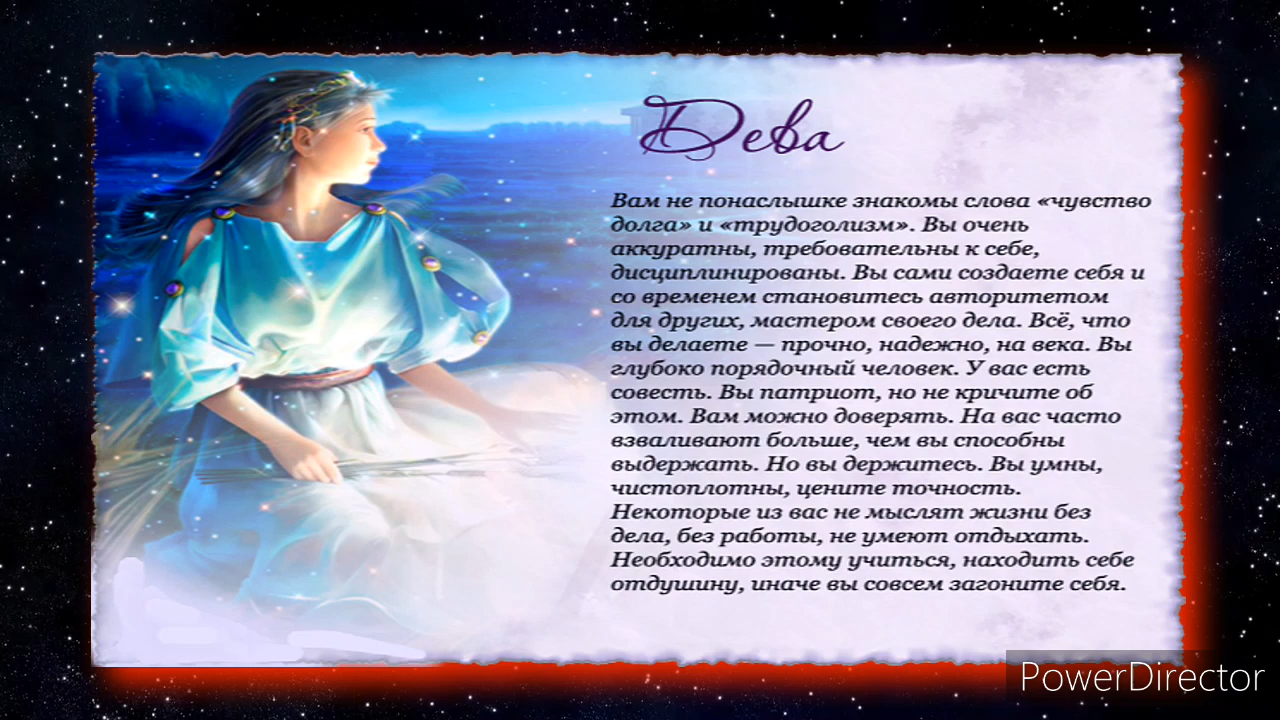 Дева
Вам не понаслышке знакомы слова «чувство
долга» и «трудоголизм». Вы очень
аккуратны, требовательны к себе,
дисциплинированы. Вы сами создаете себя и
со временем становитесь авторитетом
для других, мастером своего дела. Всё, что
вы делаете — прочно, надежно, на века. Вы
глубоко порядочный человек. У вас есть
совесть. Вы патриот, но не кричите об
этом. Вам можно доверять. На вас часто
взваливают больше, чем вы способны
выдержать. Но вы держитесь. Вы умны,
чистоплотны, цените точность.
Некоторые из вас не мыслят жизни без
дела, без работы, не умеют отдыхать.
Необходимо этому учиться, находить себе
отдушину, иначе вы совсем загоните себя.
PowerDirector